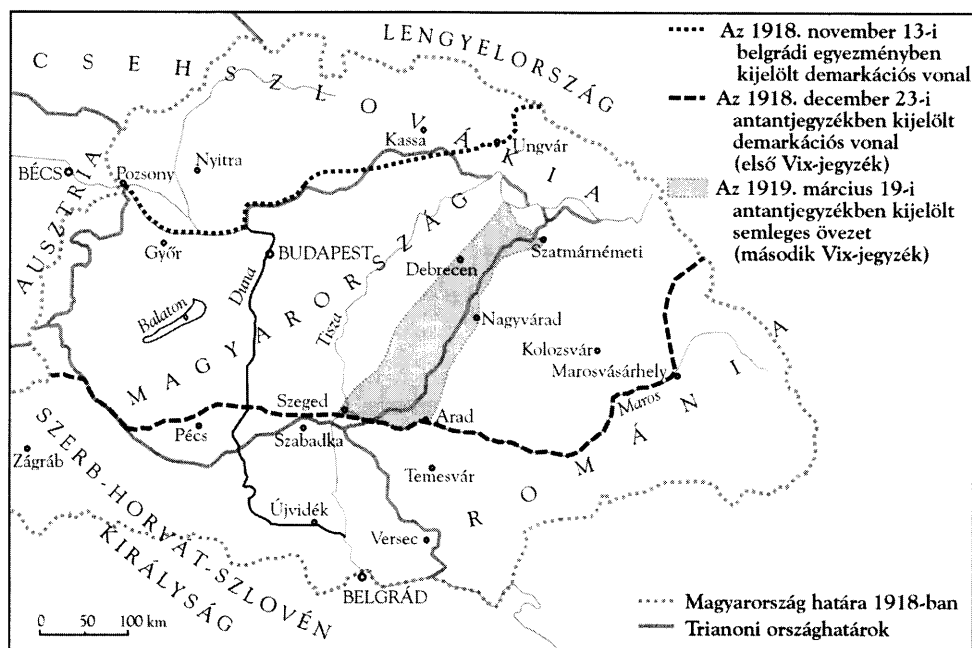 LENGYELORSZÁG
CSEHSZLOVÁKIA
Kassa
Ungvár
Nyitra
BÉCS
Pozsony
AUSZTRIA
Győr
BUDAPEST
Szatmárnémeti
Debrecen
Duna
Balaton
Tisza
MAGYARORSZÁG
Nagyvárad
Kolozsvár
Marosvásárhely
Maros
Szeged
Arad
Pécs
Szabadka
Zágráb
Temesvár
ROMÁNIA
Újvidék
Versec
SZERB-HORVÁT-SZLOVÉN
KIRÁLYSÁG
BELGRÁD
0 50 100 km
Az 1918. november 13-i
belgrádi egyezményben
kijelölt demarkációs vonal
Az 1918. december 23-i
antantjegyzékben kijelölt
demarkációs vonal
(első Vix-jegyzék)
Az 1919. március 19-i
antantjegyzékben kijelölt
semleges övezet
(második Vix-jegyzék)
Magyarország határa 1918-ban
Trianoni országhatárok